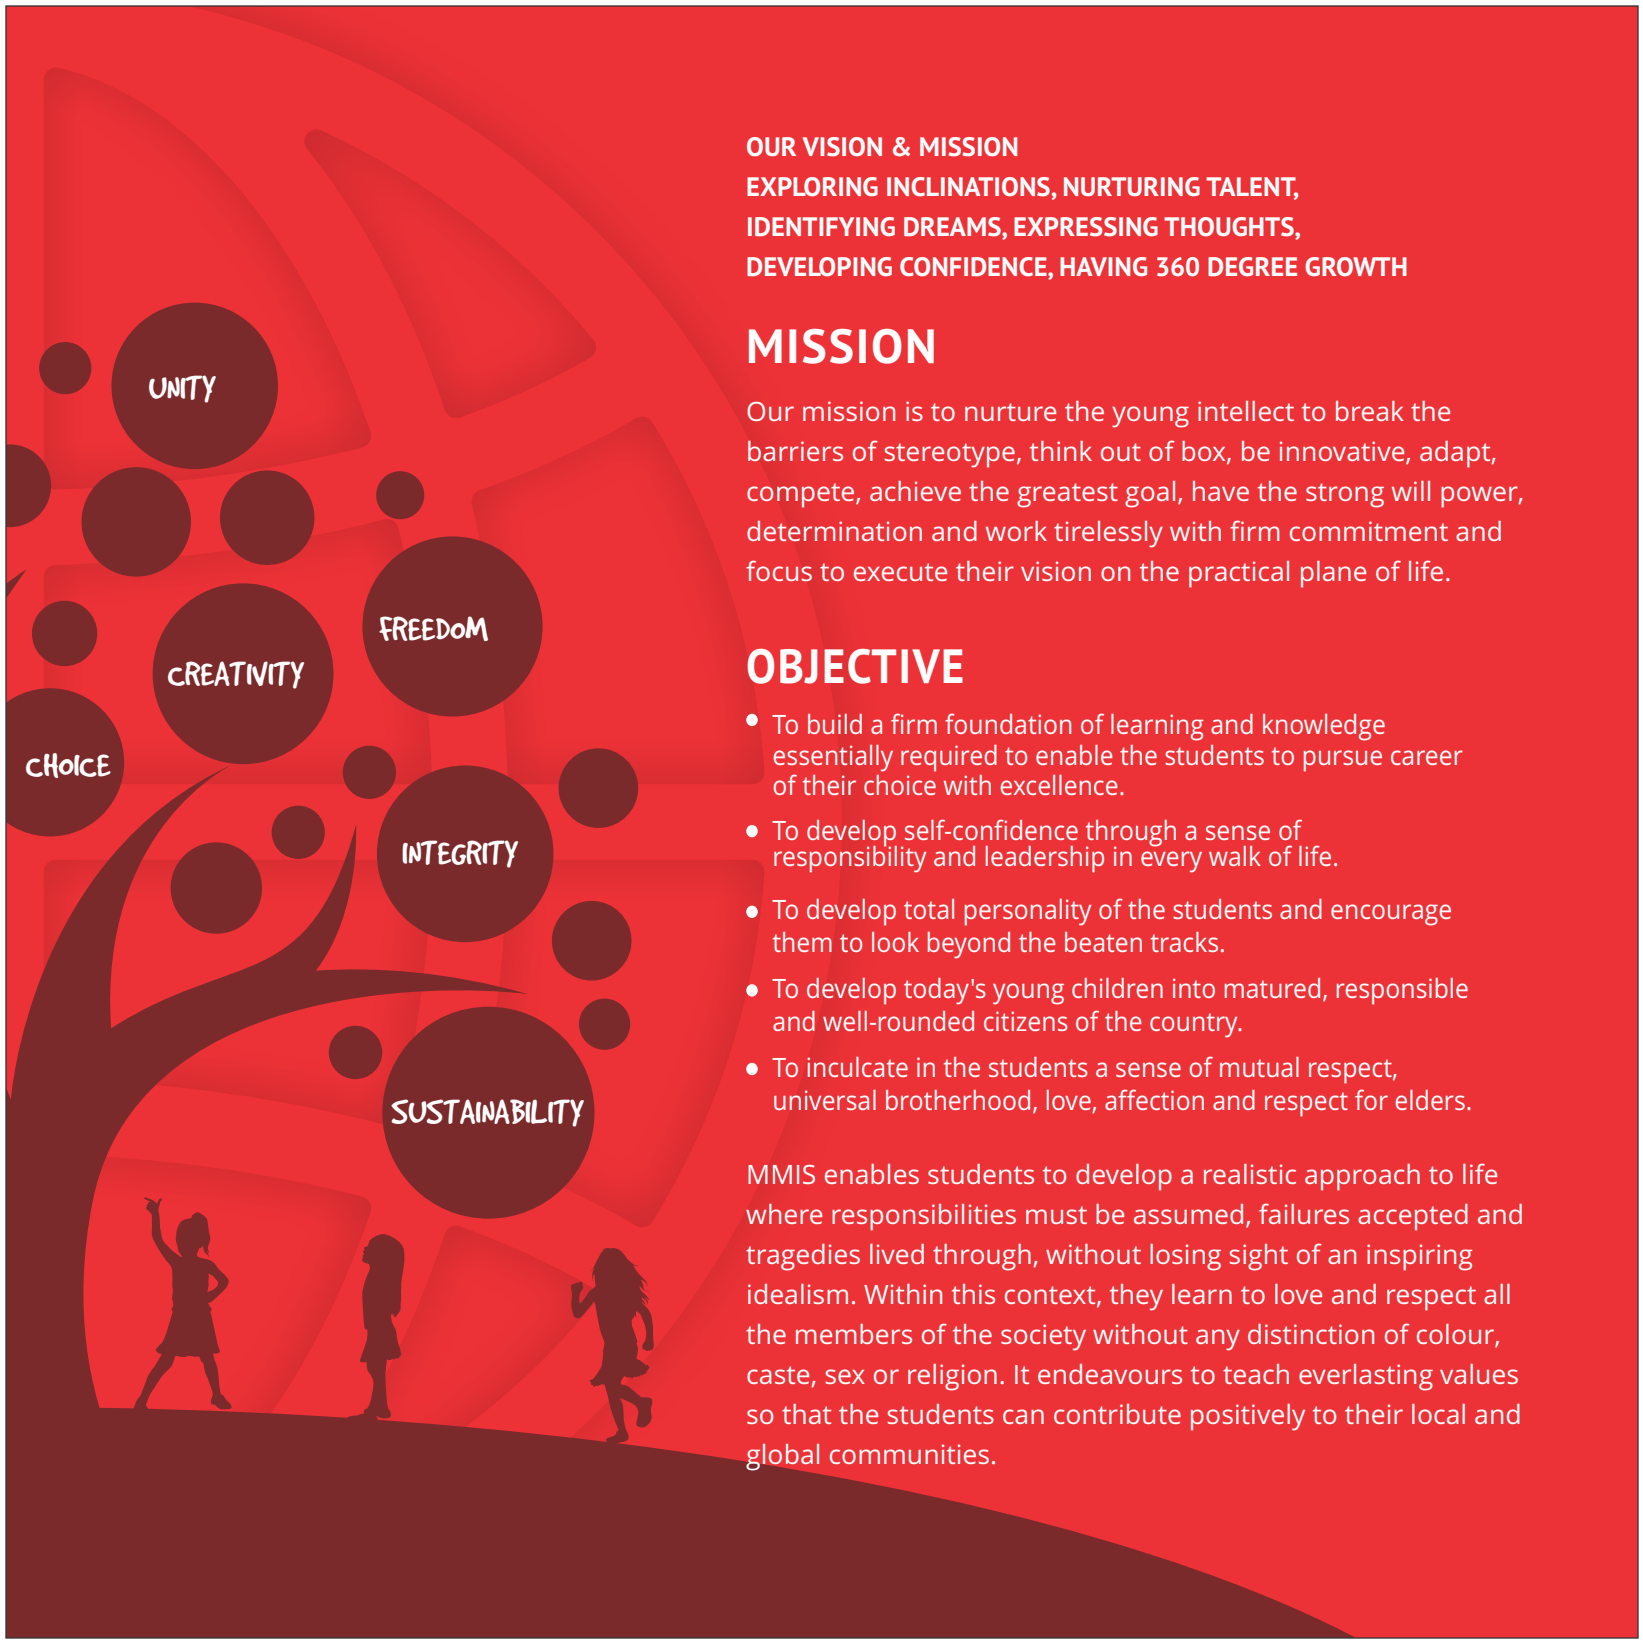 OUR VISION & MISSION
EXPLORING INCLINATIONS, NURTURING TALENT,
IDENTIFYING DREAMS, EXPRESSING THOUGHTS,
DEVELOPING CONFIDENCE, HAVING 360 DEGREE GROWTH
MISSION
Our mission is to nurture the young intellect to break the
barriers of stereotype, think out of box, be innovative, adapt,
compete, achieve the greatest goal, have the strong will power,
determination and work tirelessly with firm commitment and
focus to execute their vision on the practical plane of life.
OBJECTIVE
• To build a firm foundation of learning and knowledge
essentially required to enable the students to pursue career
of their choice with excellence.
• To develop self-confidence through a sense of
responsibility and leadership in every walk of life.
• To develop total personality of the students and encourage
them to look beyond the beaten tracks.
• To develop today's young children into matured, responsible
and well-rounded citizens of the country.
• To inculcate in the students a sense of mutual respect,
universal brotherhood, love, affection and respect for elders.
MMIS enables students to develop a realistic approach to life
where responsibilities must be assumed, failures accepted and
tragedies lived through, without losing sight of an inspiring
idealism. Within this context, they learn to love and respect all
the members of the society without any distinction of colour,
caste, sex or religion. It endeavours to teach everlasting values
so that the students can contribute positively to their local and
global communities.
UNITY
FREEDOM
CREATIVITY
CHOICE
INTEGRITY
SUSTAINABILITY